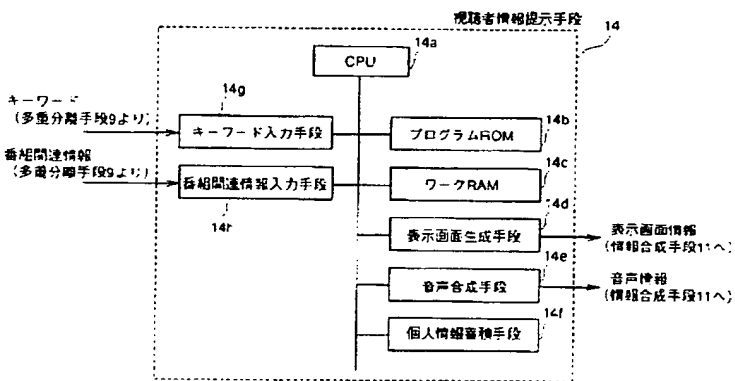 視聴者情報提示手段
14
14a
CPU
14g
キーワード
(多重分離手段9より)
キーワード入力手段
14b
プログラムROM
番組関連情報
(多重分離手段9より)
番組関連情報入力手段
14h
14c
ワークRAM
14d
表示画面生成手段
表示画面情報
(情報合成手段11へ)
14e
音声合成手段
音声情報
(情報合成手段11へ)
14f
個人情報蓄積手段